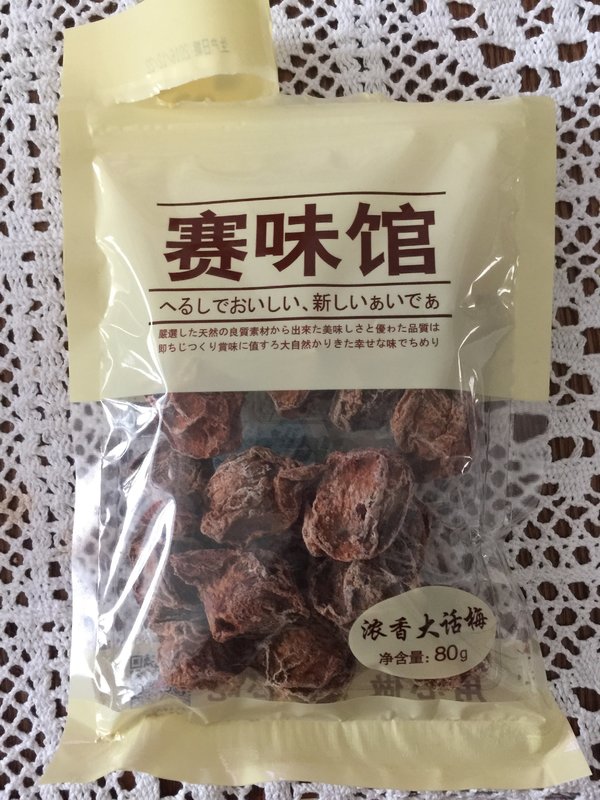 赛味馆
へるしでおいしい、新しいぁいでぁ
厳選した天然の良質素材から出來た美味しさと優わた品質は
即ちじつくり賞味に値すろ大自然かりきた幸せな味でちめり
浓香大话梅
净含量:80g